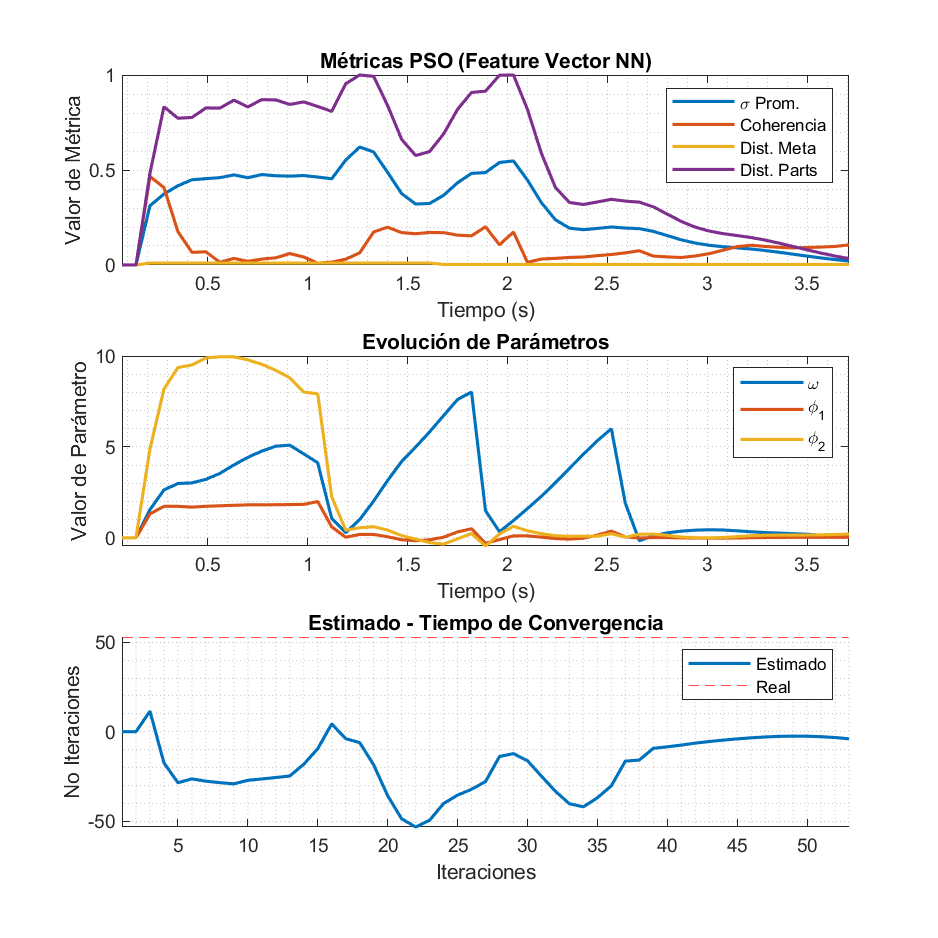 Métricas PSO (Feature Vector NN)
Valor de Métrica
1
0.5
0
σ Prom.
Coherencia
Dist. Meta
Dist. Parts
0.5 1 1.5 2 2.5 3 3.5
Tiempo (s)
Evolución de Parámetros
Valor de Parámetro
10
5
0
ω
ϕ1
ϕ2
0.5 1 1.5 2 2.5 3 3.5
Tiempo (s)
Estimado - Tiempo de Convergencia
No Iteraciones
50
0
-50
Estimado
Real
5 10 15 20 25 30 35 40 45 50
Iteraciones